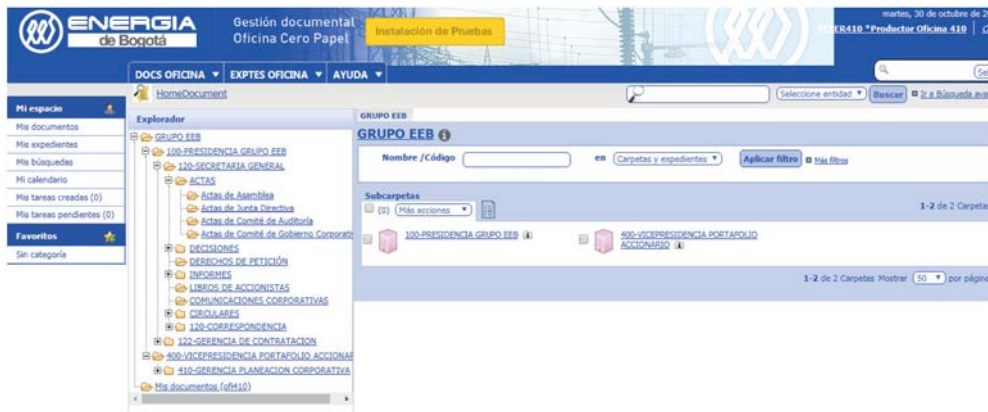 ENERGIA
de Bogotá
Gestión documental
Oficina Cero Papel
Instalación de Pruebas
martes, 30 de octubre de
ER410 *Productor Oficina 410
DOCS OFICINA
EXPTES OFICINA
AYUDA
HomeDocument
Seleccione entidad
Buscar
Ir a Búsqueda
Mi espacio
Mis documentos
Mis expedientes
Mis búsquedas
Mi calendario
Mis tareas creadas (0)
Mis tareas pendientes (0)
Favoritos
Sin categoría
Explorador
GRUPO EEB
100-PRESIDENCIA GRUPO EEB
120-SECRETARIA GENERAL
ACTAS
Actas de Asamblea
Actas de Junta Directiva
Actas de Comité de Auditoría
Actas de Comité de Gobierno Corporati
DECISIONES
DERECHOS DE PETICIÓN
INFORMES
LIBROS DE ACCIONISTAS
COMUNICACIONES CORPORATIVAS
CIRCULARES
120-CORRESPONDENCIA
122-GERENCIA DE CONTRATACION
400-VICEPRESIDENCIA PORTAFOLIO ACCIONAR
410-GERENCIA PLANEACION CORPORATIVA
Mis documentos (ofi410)
GRUPO EEB
GRUPO EEB
Nombre /Código
en
Carpetas y expedientes
Aplicar filtro
Más filtros
Subcarpetas
(0)
Más acciones
1-2 de 2 Carpetas
100-PRESIDENCIA GRUPO EEB
400-VICEPRESIDENCIA PORTAFOLIO
ACCIONARIO
1-2 de 2 Carpetas Mostrar 50 por página